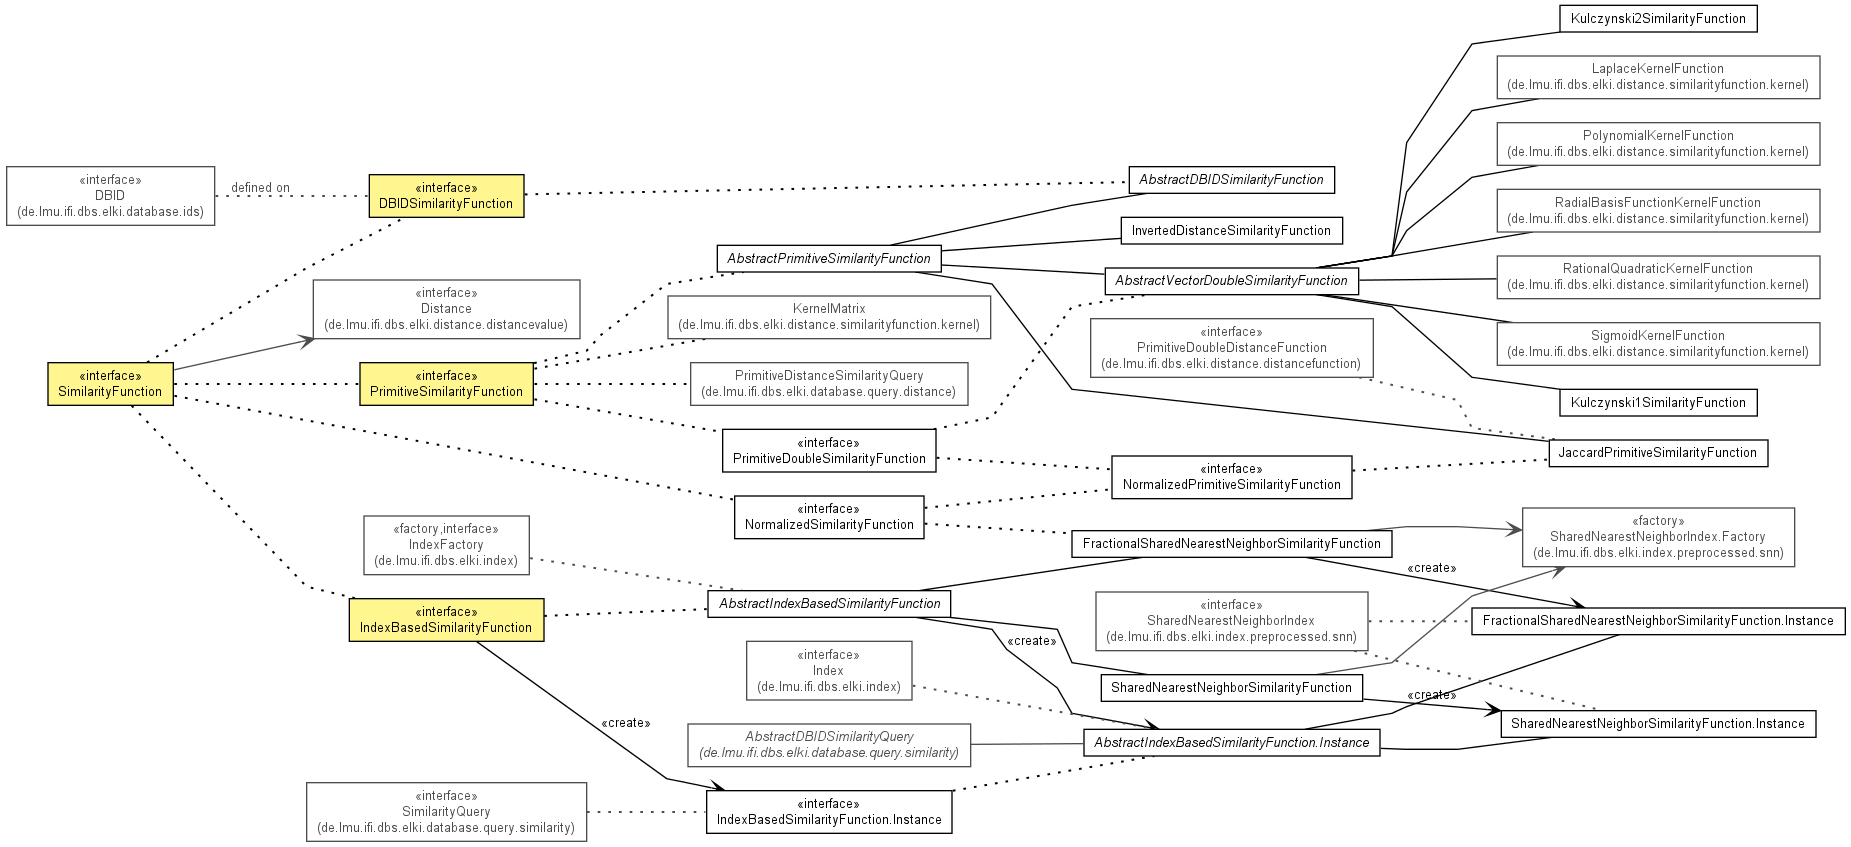 Kulczynski2SimilarityFunction
LaplaceKernelFunction
(de.lmu.ifi.dbs.elki.distance.similarityfunction.kernel)
PolynomialKernelFunction
(de.lmu.ifi.dbs.elki.distance.similarityfunction.kernel)
«interface»
DBID
(de.lmu.ifi.dbs.elki.database.ids)
defined on
«interface»
DBIDSimilarityFunction
AbstractDBIDSimilarityFunction
RadialBasisFunctionKernelFunction
(de.lmu.ifi.dbs.elki.distance.similarityfunction.kernel)
InvertedDistanceSimilarityFunction
AbstractPrimitiveSimilarityFunction
AbstractVectorDoubleSimilarityFunction
RationalQuadraticKernelFunction
(de.lmu.ifi.dbs.elki.distance.similarityfunction.kernel)
«interface»
Distance
(de.lmu.ifi.dbs.elki.distance.distancevalue)
KernelMatrix
(de.lmu.ifi.dbs.elki.distance.similarityfunction.kernel)
«interface»
PrimitiveDoubleDistanceFunction
(de.lmu.ifi.dbs.elki.distance.distancefunction)
SigmoidKernelFunction
(de.lmu.ifi.dbs.elki.distance.similarityfunction.kernel)
«interface»
SimilarityFunction
«interface»
PrimitiveSimilarityFunction
PrimitiveDistanceSimilarityQuery
(de.lmu.ifi.dbs.elki.database.query.distance)
Kulczynski1SimilarityFunction
«interface»
PrimitiveDoubleSimilarityFunction
JaccardPrimitiveSimilarityFunction
«interface»
NormalizedPrimitiveSimilarityFunction
«interface»
NormalizedSimilarityFunction
«factory,interface»
IndexFactory
(de.lmu.ifi.dbs.elki.index)
FractionalSharedNearestNeighborSimilarityFunction
«factory»
SharedNearestNeighborIndex.Factory
(de.lmu.ifi.dbs.elki.index.preprocessed.snn)
«create»
«interface»
IndexBasedSimilarityFunction
AbstractIndexBasedSimilarityFunction
«interface»
SharedNearestNeighborIndex
(de.lmu.ifi.dbs.elki.index.preprocessed.snn)
FractionalSharedNearestNeighborSimilarityFunction.Instance
«create»
«interface»
Index
(de.lmu.ifi.dbs.elki.index)
SharedNearestNeighborSimilarityFunction
«create»
SharedNearestNeighborSimilarityFunction.Instance
«create»
AbstractDBIDSimilarityQuery
(de.lmu.ifi.dbs.elki.database.query.similarity)
AbstractIndexBasedSimilarityFunction.Instance
«interface»
SimilarityQuery
(de.lmu.ifi.dbs.elki.database.query.similarity)
«interface»
IndexBasedSimilarityFunction.Instance